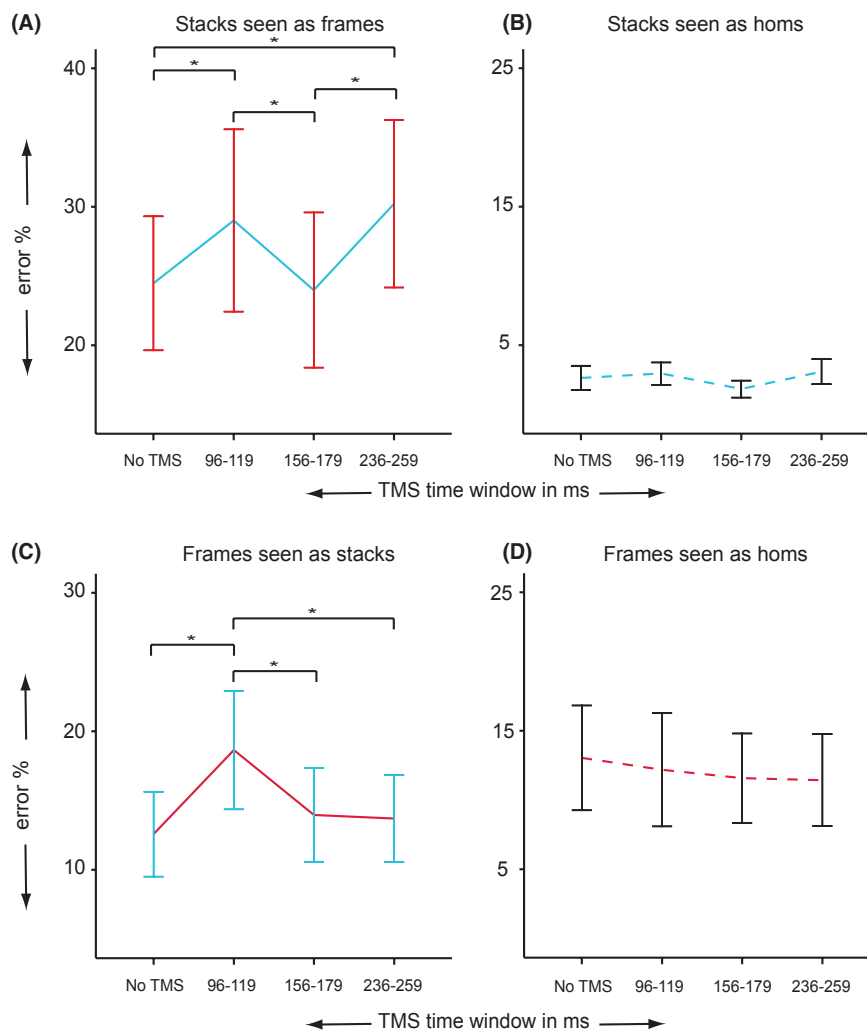 (A) Stacks seen as frames
(B) Stacks seen as homs
*
*
*
*
40
30
20
error %
25
15
5
No TMS 96-119 156-179 236-259
No TMS 96-119 156-179 236-259
TMS time window in ms
(C) Frames seen as stacks
(D) Frames seen as homs
*
*
*
30
20
10
error %
25
15
5
No TMS 96-119 156-179 236-259
No TMS 96-119 156-179 236-259
TMS time window in ms